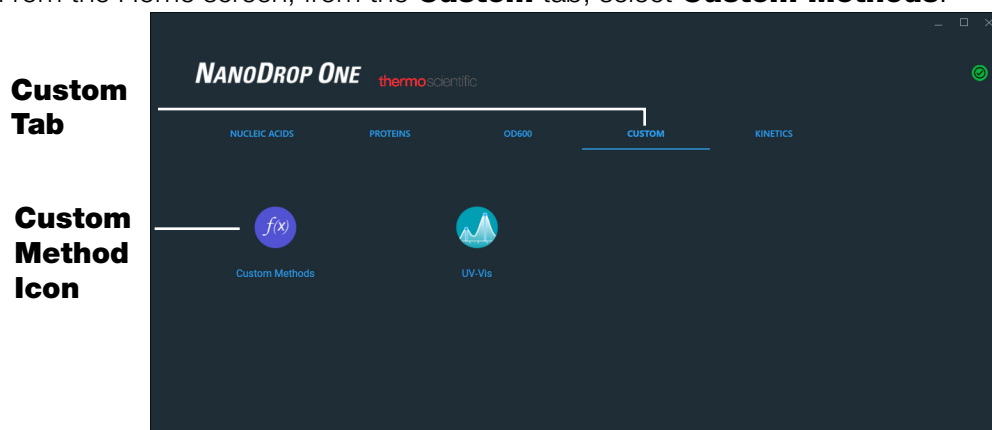 From the Home screen, from the Custom tab, select Custom Methods.
NANODROP ONE thermoscientific
Custom
Tab
NUCLEIC ACIDS PROTEINS OD600 CUSTOM KINETICS
Custom
Method
Icon
f(x)
Custom Methods UV-Vis